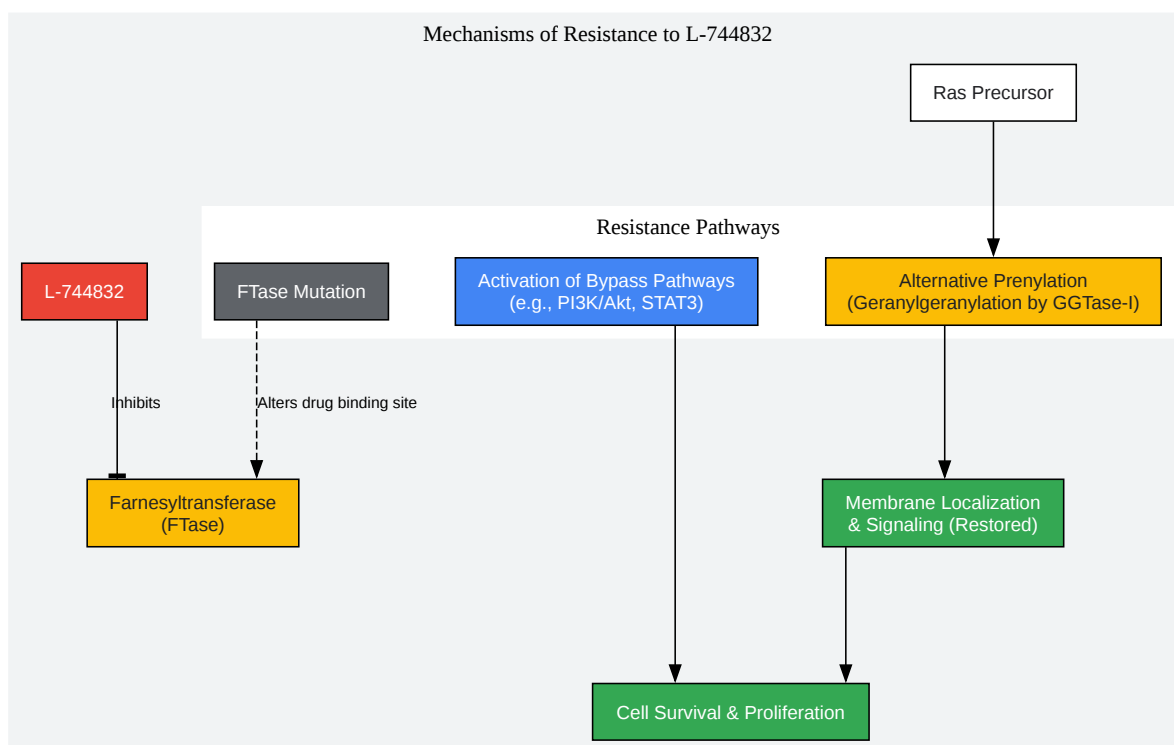 Mechanisms of Resistance to L-744832
Ras Precursor
Resistance Pathways
L-744832
FTase Mutation
Activation of Bypass Pathways
(e.g., PI3K/Akt, STAT3)
Alternative Prenylation
(Geranylgeranylation by GGTase-I)
Inhibits
Alters drug binding site
Farnesyltransferase
(FTase)
Membrane Localization
& Signaling (Restored)
Cell Survival & Proliferation